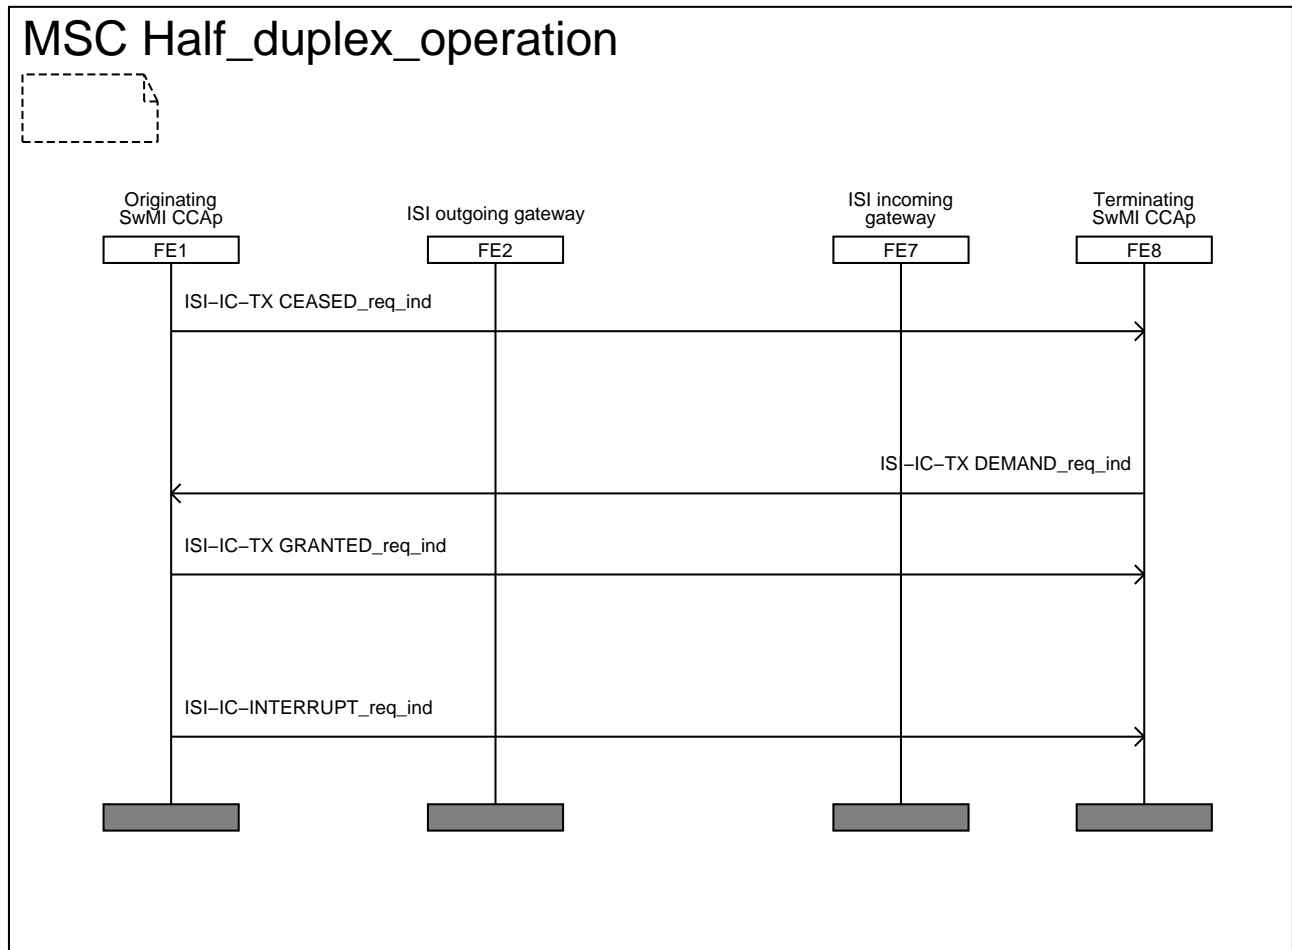 MSC Half_duplex_operation
Originating
SwMI CCAp
ISI outgoing gateway
ISI incoming
gateway
Terminating
SwMI CCAp
FE1
FE2
FE7
FE8
ISI–IC–TX CEASED_req_ind
ISI–IC–TX DEMAND_req_ind
ISI–IC–TX GRANTED_req_ind
ISI–IC–INTERRUPT_req_ind